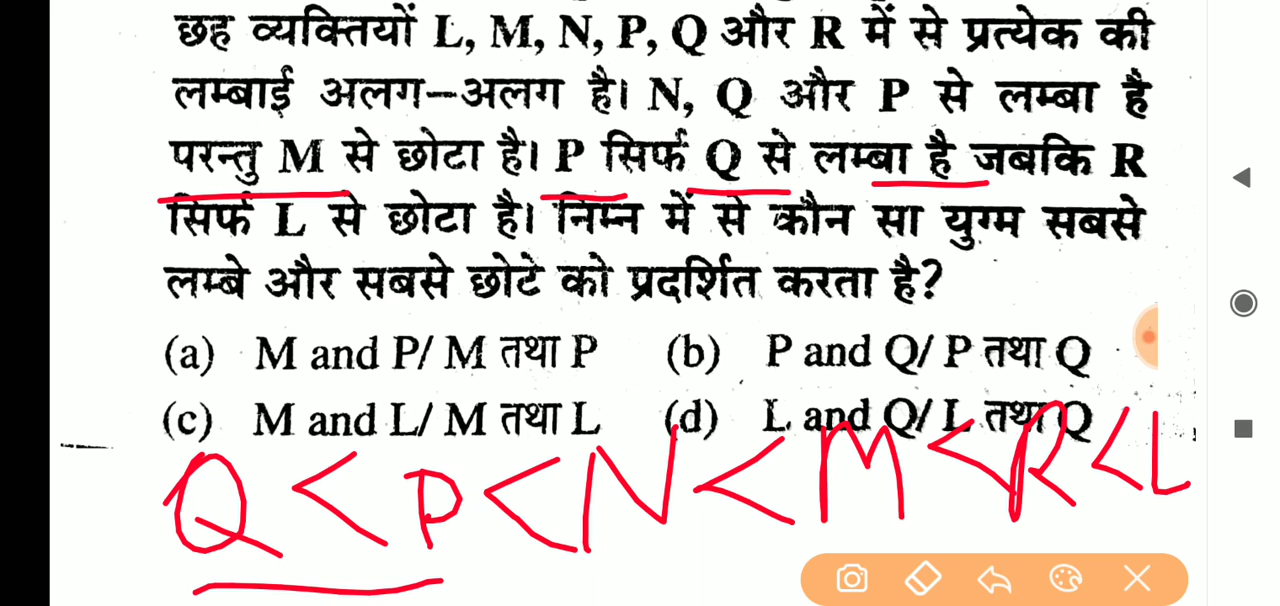 छह व्यक्तियों L, M, N, P, Q और R में से प्रत्येक की
लम्बाई अलग-अलग है। N, Q और P से लम्बा है
परन्तु M से छोटा है। P सिर्फ Q से लम्बा है जबकि R
सिर्फ L से छोटा है। निम्न में से कौन सा युग्म सबसे
लम्बे और सबसे छोटे को प्रदर्शित करता है?
(a) M and P/ M तथा P (b) P and Q/ P तथा Q
(c) M and L/ M तथा L (d) L and Q/ L तथा Q
Q < P < N < M < R < L